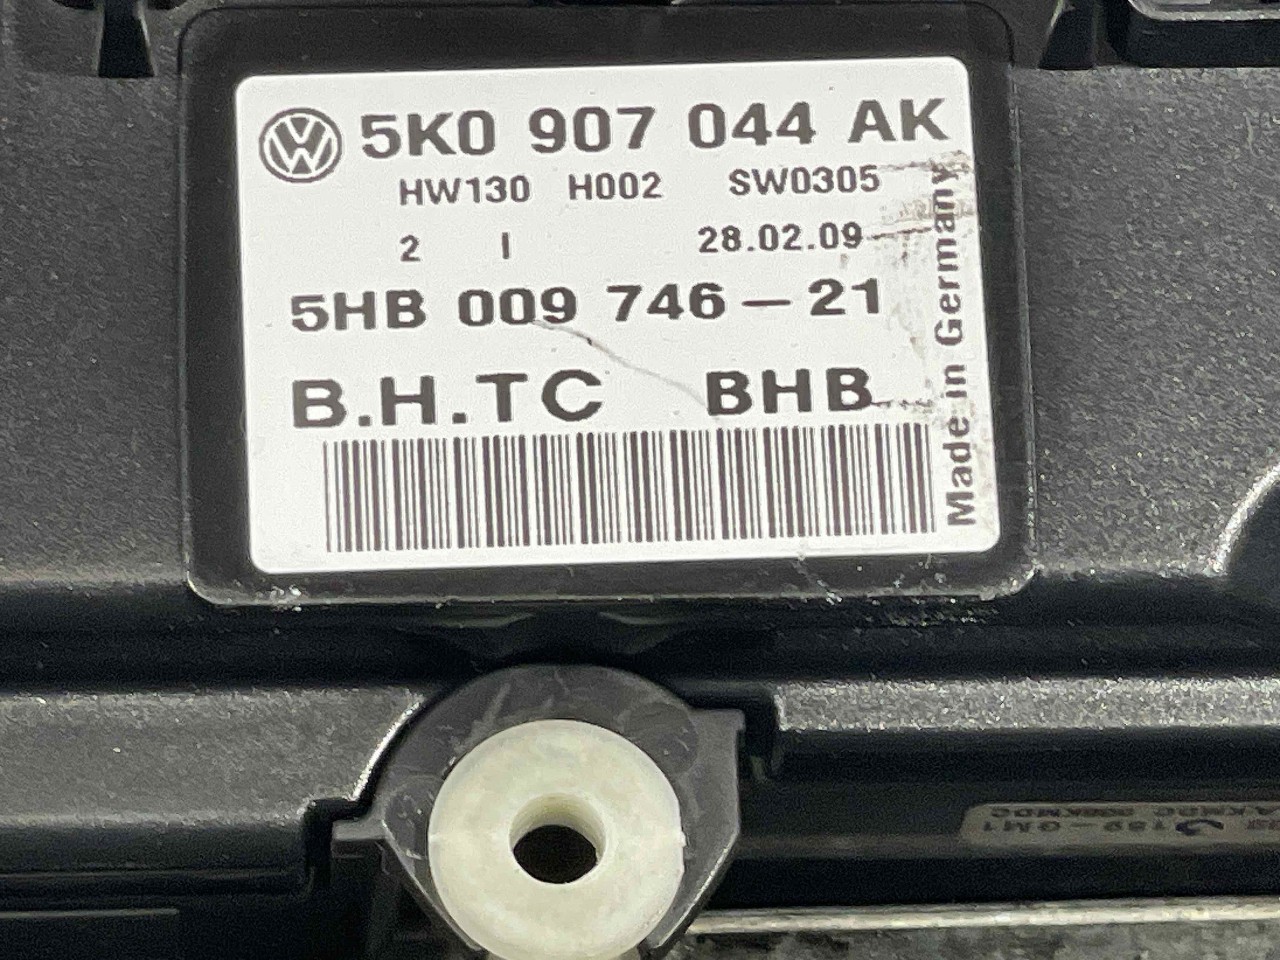 5K0 907 044 AK
HW130 H002 SW0305
2 I 28.02.09
5HB 009 746-21
B.H.TC BHB
Made in Germany